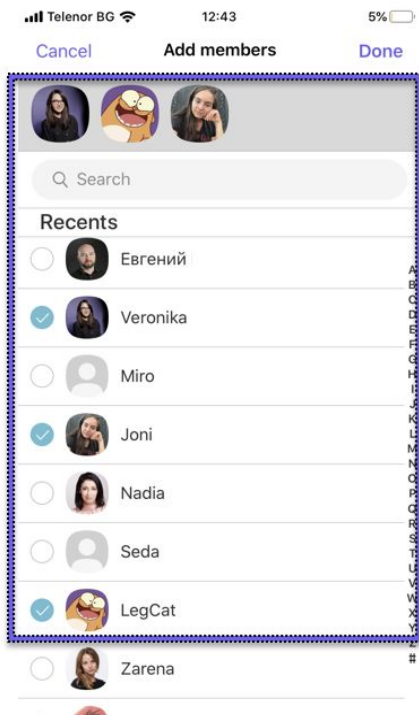 Telenor BG 12:43 5%
Cancel Add members Done
Search
Recents
Евгений
Veronika
Miro
Joni
Nadia
Seda
LegCat
Zarena
A
B
C
D
E
F
G
H
I
J
K
L
M
N
O
P
Q
R
S
T
U
V
W
X
Y
Z
#